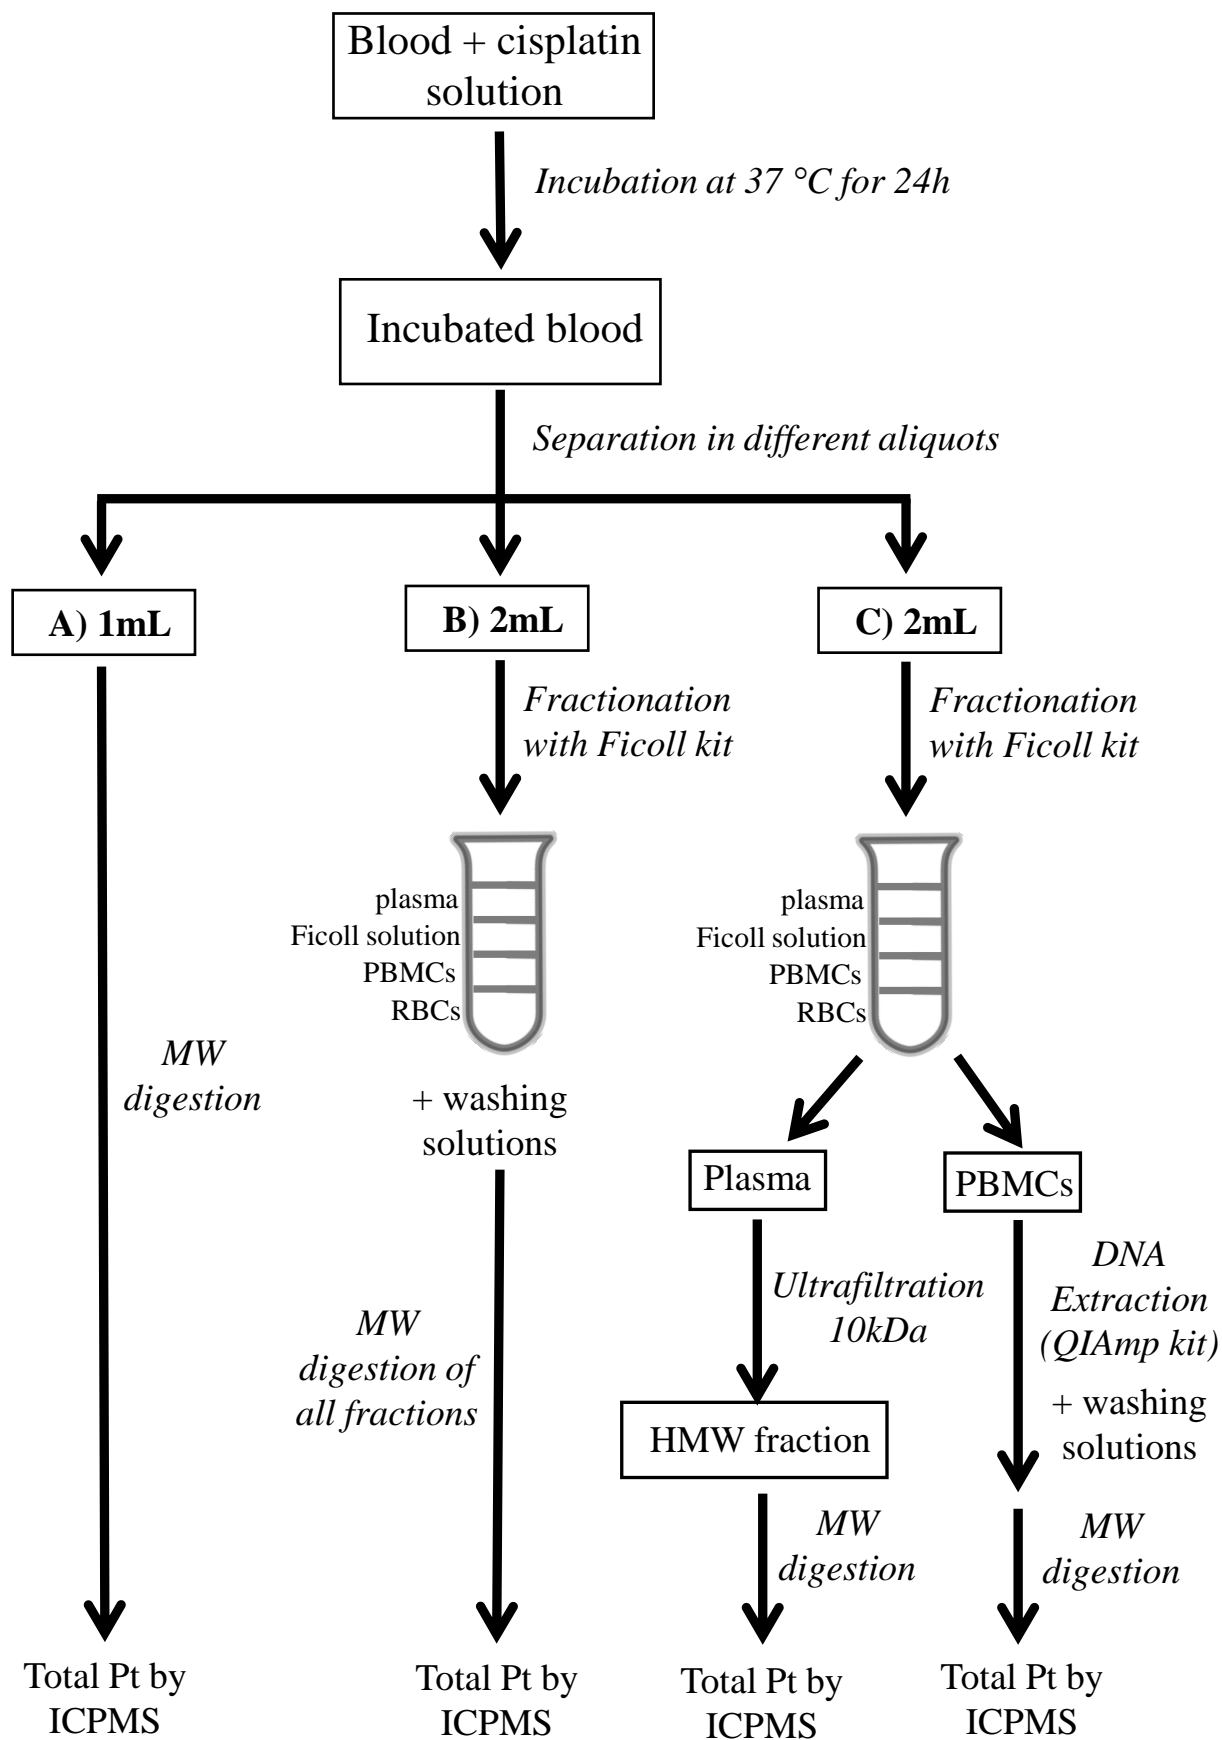 Blood + cisplatin
solution
Incubation at 37 °C for 24h
Incubated blood
Separation in different aliquots
A) 1mL
B) 2mL
C) 2mL
Fractionation
with Ficoll kit
Fractionation
with Ficoll kit
plasma
Ficoll solution
PBMCs
RBCs
plasma
Ficoll solution
PBMCs
RBCs
MW
digestion
+ washing
solutions
Plasma
PBMCs
MW
digestion of
all fractions
Ultrafiltration
10kDa
DNA
Extraction
(QIAmp kit)
+ washing
solutions
HMW fraction
MW
digestion
MW
digestion
Total Pt by
ICPMS
Total Pt by
ICPMS
Total Pt by
ICPMS
Total Pt by
ICPMS